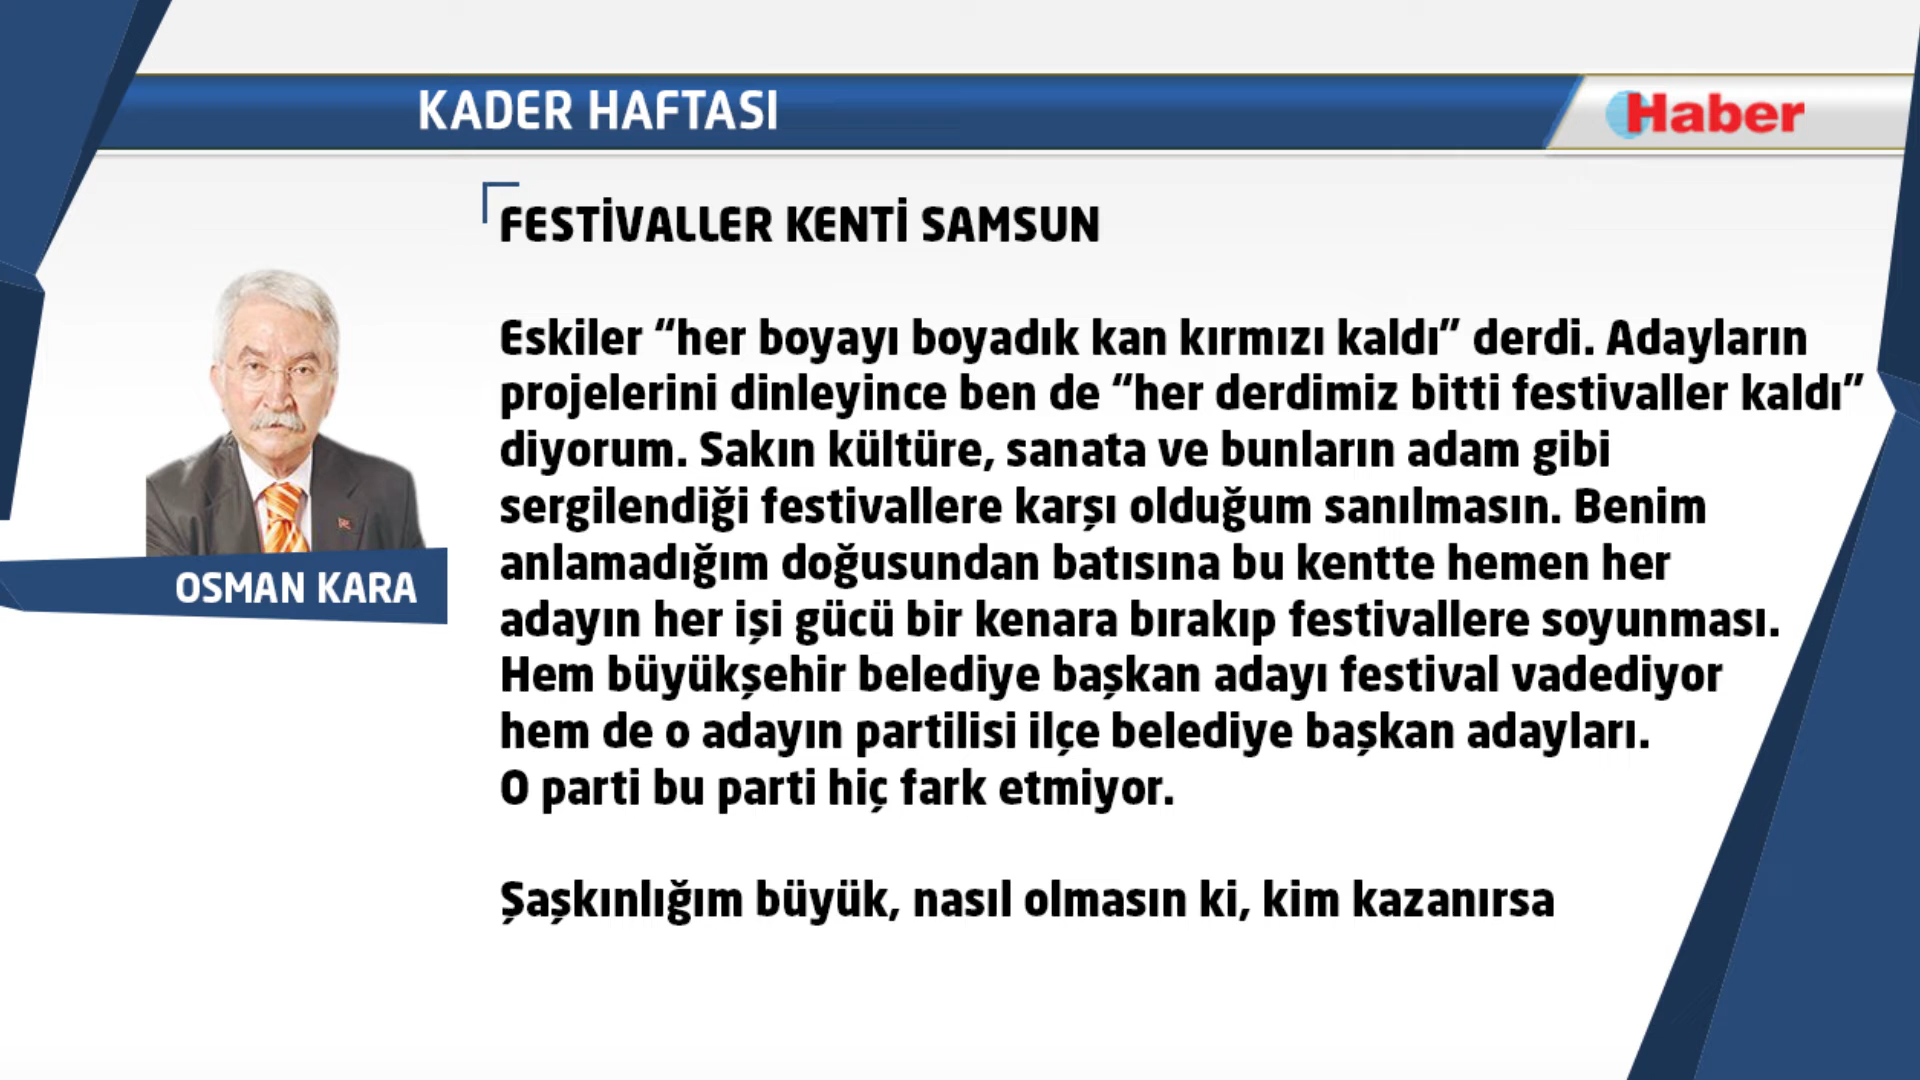 KADER HAFTASI
Haber
FESTİVALLER KENTİ SAMSUN
Eskiler “her boyayı boyadık kan kırmızı kaldı” derdi. Adayların
projelerini dinleyince ben de “her derdimiz bitti festivaller kaldı”
diyorum. Sakın kültüre, sanata ve bunların adam gibi
sergilendiği festivallere karşı olduğum sanılmasın. Benim
anlamadığım doğusundan batısına bu kentte hemen her
adayın her işi gücü bir kenara bırakıp festivallere soyunması.
Hem büyükşehir belediye başkan adayı festival vadediyor
hem de o adayın partilisi ilçe belediye başkan adayları.
O parti bu parti hiç fark etmiyor.
Şaşkınlığım büyük, nasıl olmasın ki, kim kazanırsa
OSMAN KARA